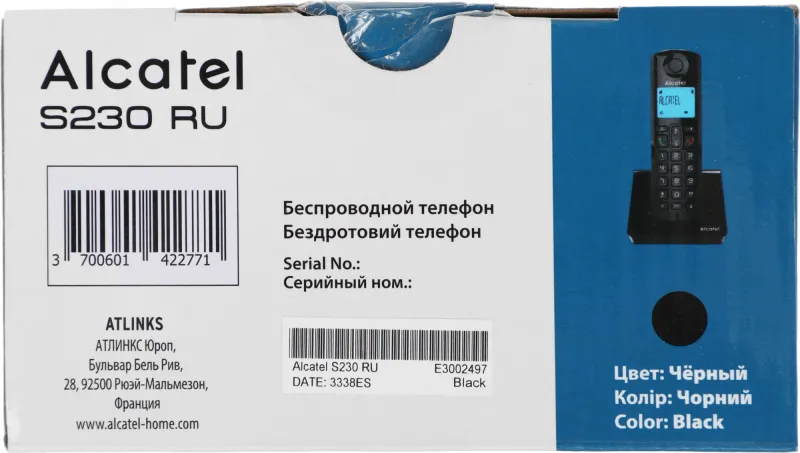 Alcatel
S230 RU
3 700601 422771
ATLINKS
АТЛИНКС Юроп,
Бульвар Бель Рив,
28, 92500 Рюэй-Мальмезон,
Франция
www.alcatel-home.com
Беспроводной телефон
Бездротовий телефон
Serial No.:
Серийный ном.:
Alcatel S230 RU E3002497
DATE: 3338ES Black
Alcatel
ALCATEL
Alcatel
Цвет: Чёрный
Колір: Чорний
Color: Black